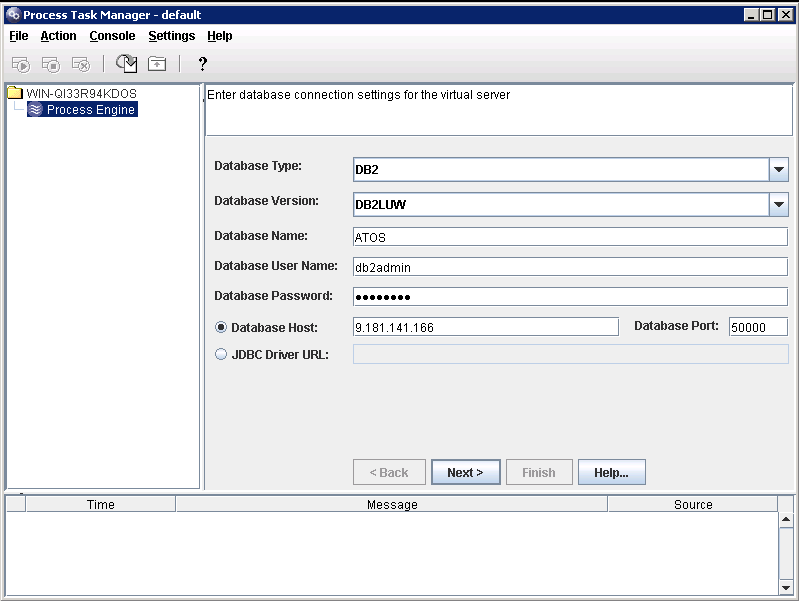 Process Task Manager - default
File Action Console Settings Help
?
WIN-QI33R94KDOS
Process Engine
Enter database connection settings for the virtual server
Database Type: DB2
Database Version: DB2LUW
Database Name: ATOS
Database User Name: db2admin
Database Password: ●●●●●●●●
Database Host: 9.181.141.166 Database Port: 50000
JDBC Driver URL:
< Back Next > Finish Help...
Time Message Source